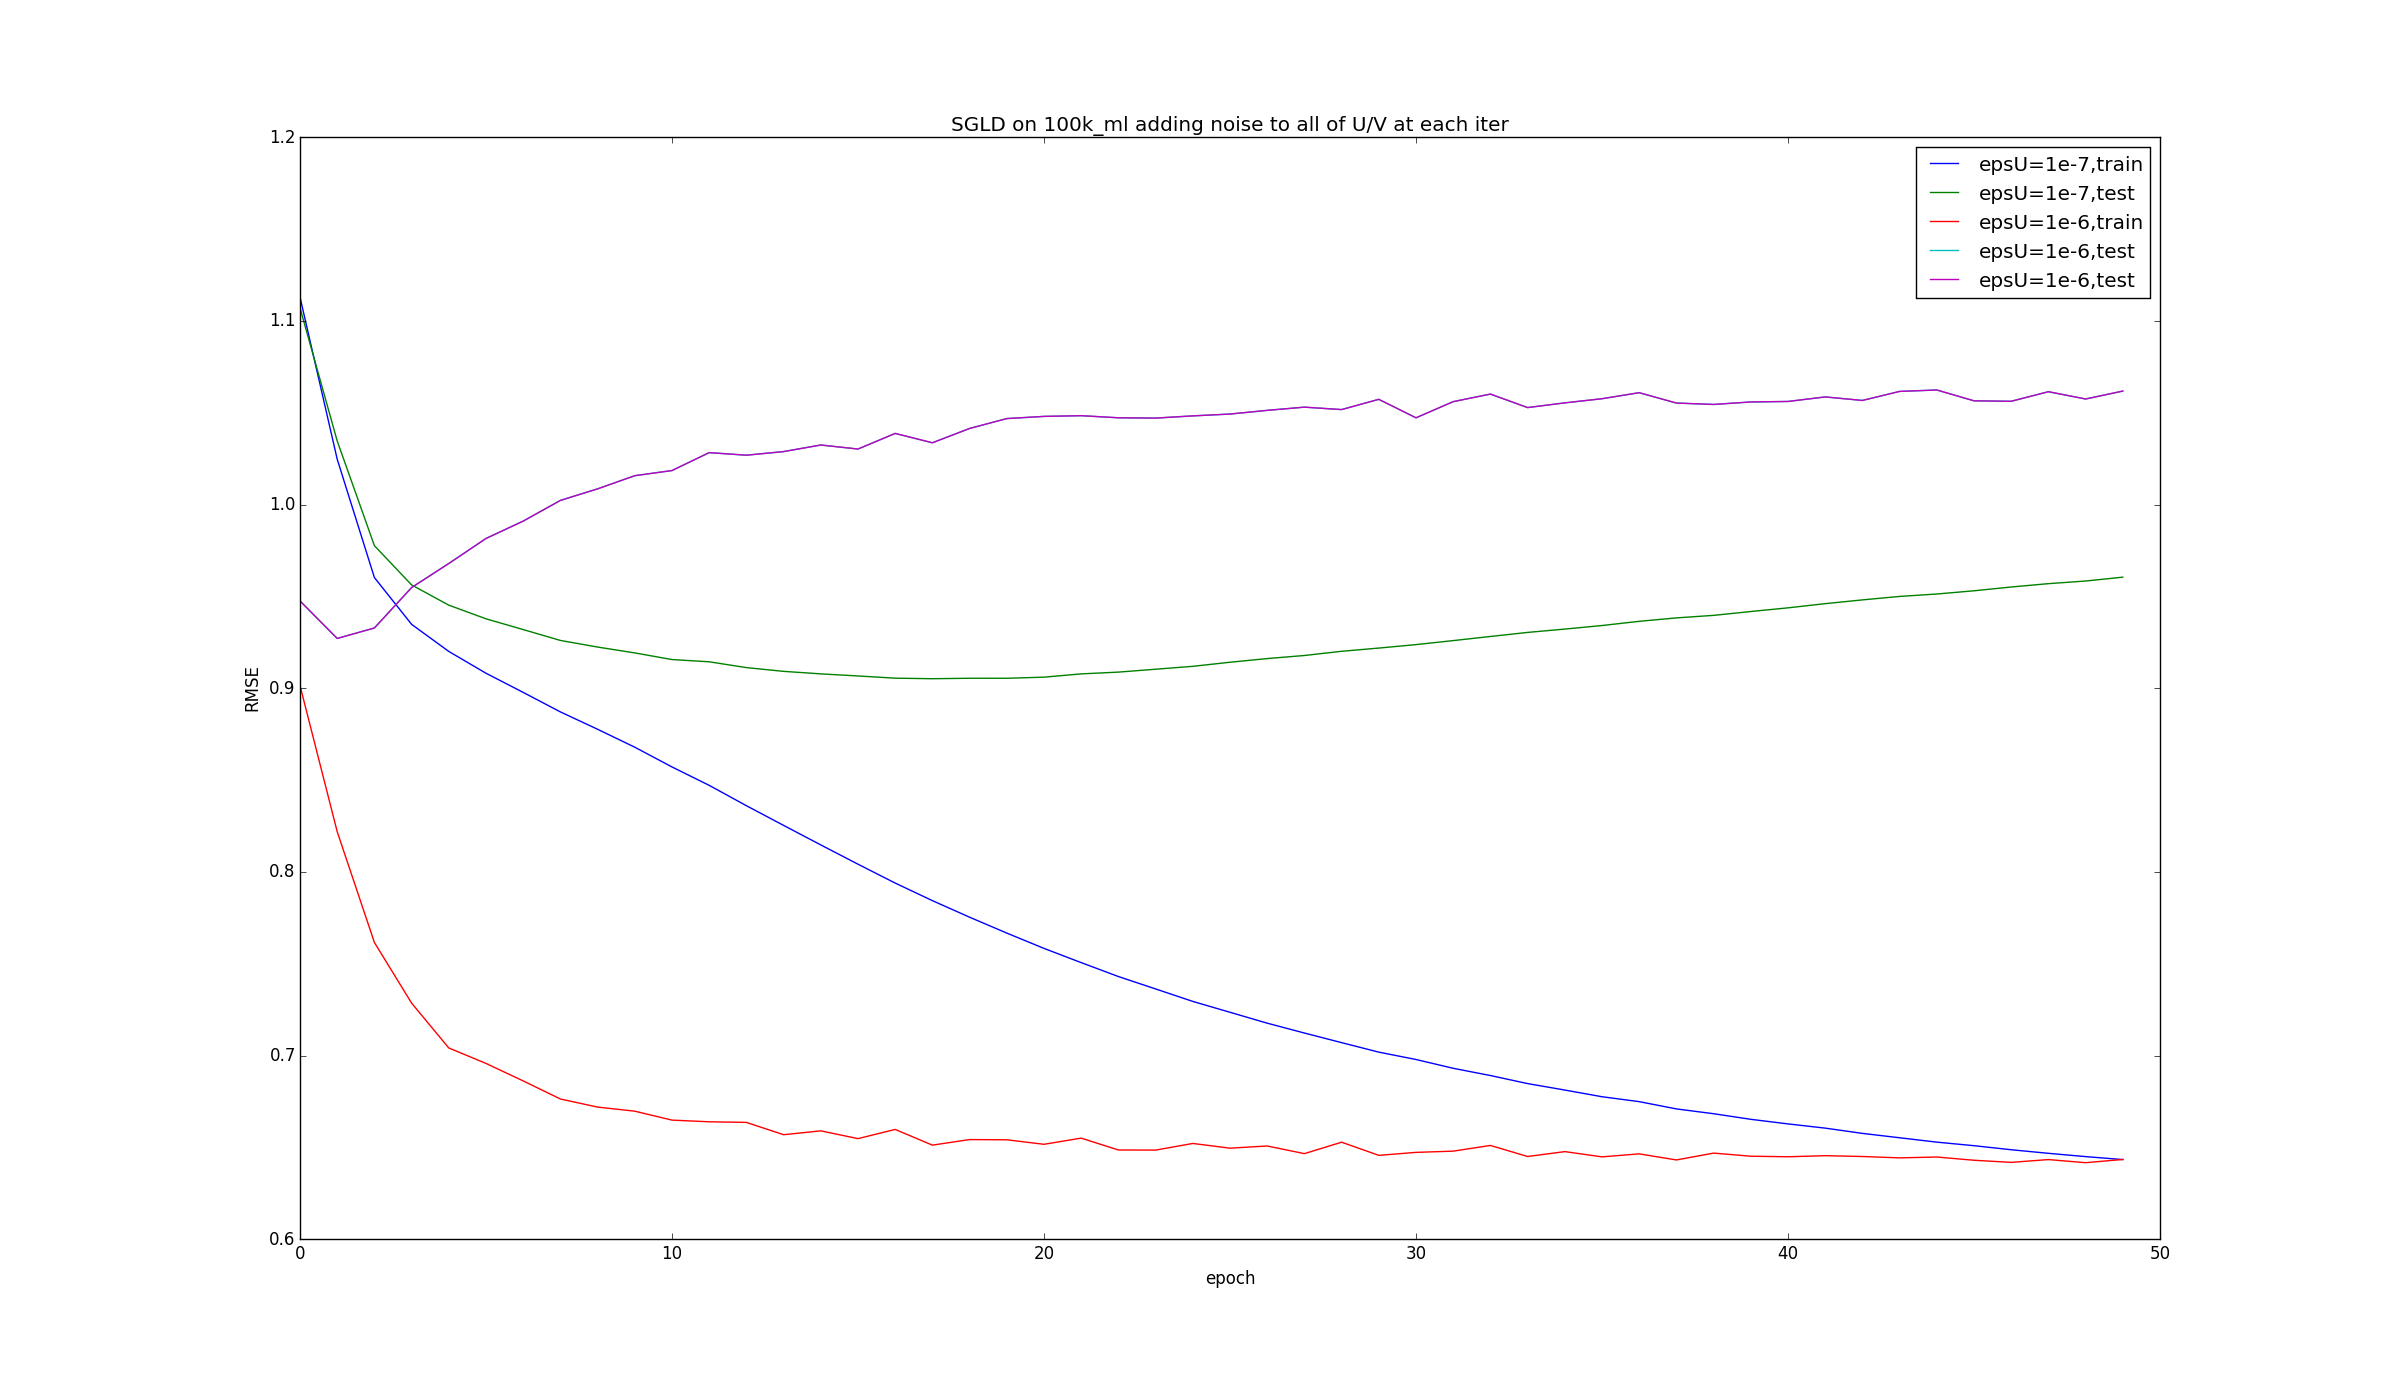 SGLD on 100k_ml adding noise to all of U/V at each iter
1.2
1.1
1.0
0.9
0.8
0.7
0.6
RMSE
epsU=1e-7,train
epsU=1e-7,test
epsU=1e-6,train
epsU=1e-6,test
epsU=1e-6,test
0 10 20 30 40 50
epoch